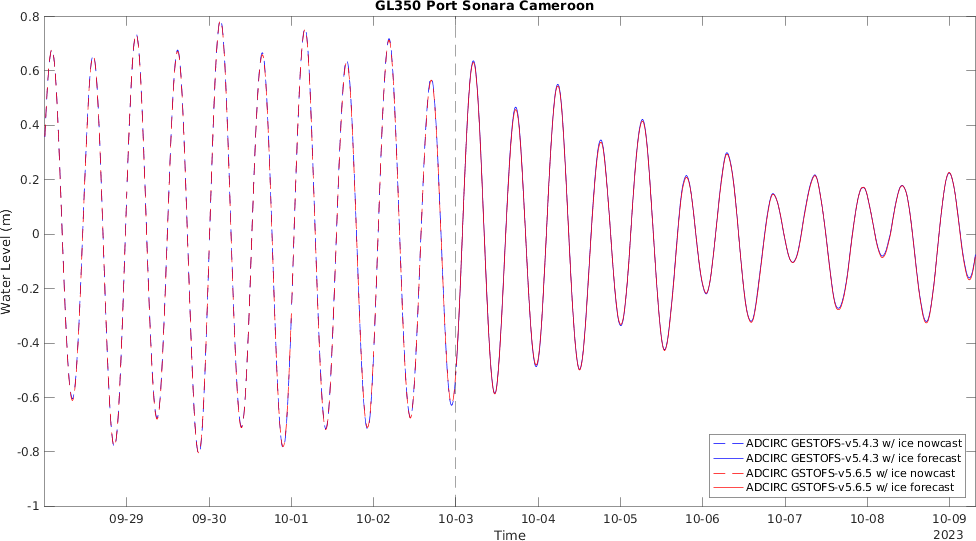 GL350 Port Sonara Cameroon
0.8
0.6
0.4
0.2
0
-0.2
-0.4
-0.6
-0.8
-1
Water Level (m)
ADCIRC GESTOFS-v5.4.3 w/ ice nowcast
ADCIRC GESTOFS-v5.4.3 w/ ice forecast
ADCIRC GSTOFS-v5.6.5 w/ ice nowcast
ADCIRC GSTOFS-v5.6.5 w/ ice forecast
09-29 09-30 10-01 10-02 10-03 10-04 10-05 10-06 10-07 10-08 10-09
Time
2023